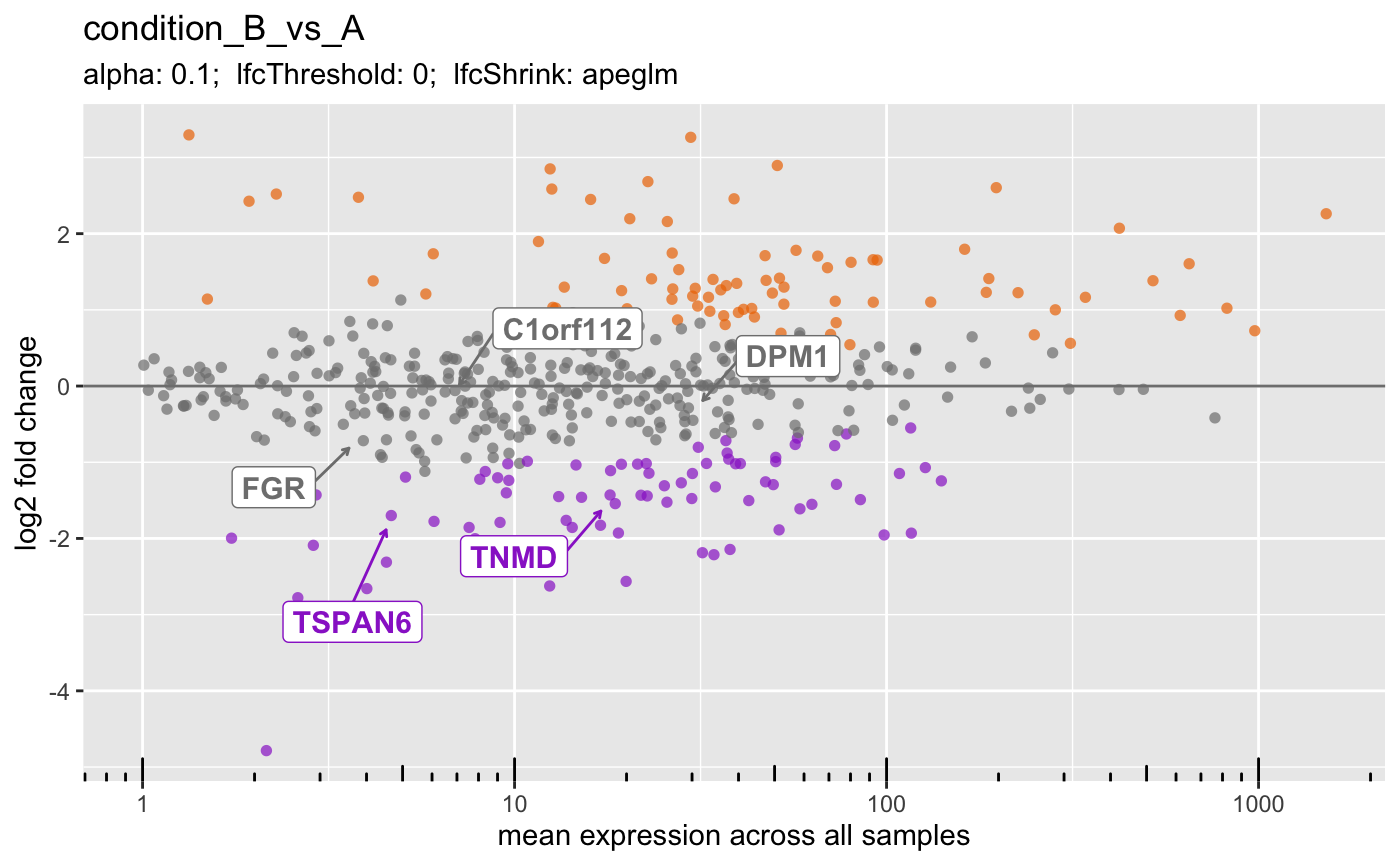 condition_B_vs_A
alpha: 0.1;  lfcThreshold: 0;  lfcShrink: apeglm
log2 fold change
2
0
-2
-4
C1orf112
DPM1
FGR
TNMD
TSPAN6
1
10
100
1000
mean expression across all samples